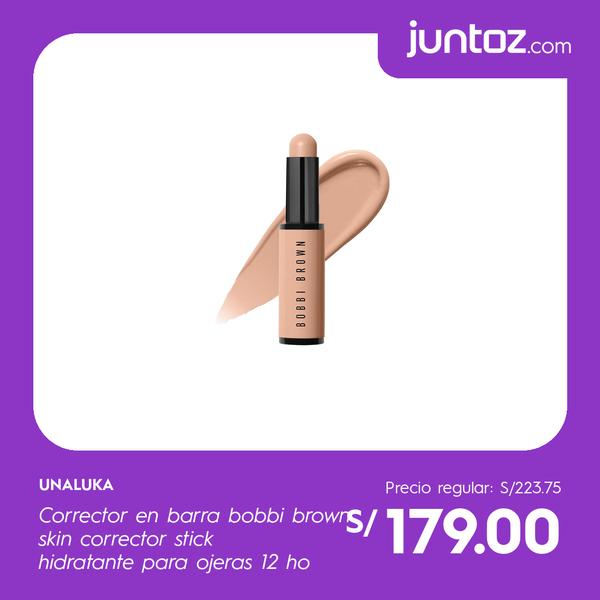 juntoz.com
BOBBI BROWN
UNALUKA
Corrector en barra bobbi brown
skin corrector stick
hidratante para ojeras 12 ho
Precio regular: S/223.75
S/ 179.00